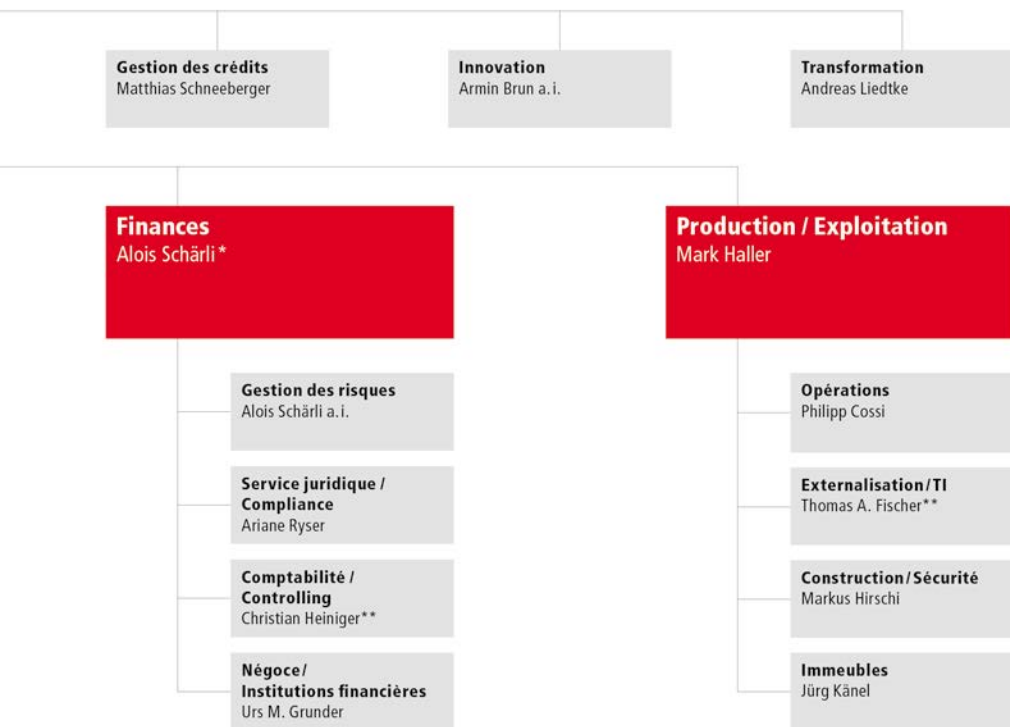 Gestion des crédits
Matthias Schneeberger
Innovation
Armin Brun a.i.
Transformation
Andreas Liedtke
Finances
Alois Schärli*
Production / Exploitation
Mark Haller
Gestion des risques
Alois Schärli a.i.
Service juridique /
Compliance
Ariane Ryser
Comptabilité /
Controlling
Christian Heiniger**
Négoce/
Institutions financières
Urs M. Grunder
Opérations
Philipp Cossi
Externalisation/TI
Thomas A. Fischer**
Construction/Sécurité
Markus Hirschi
Immeubles
Jürg Känel